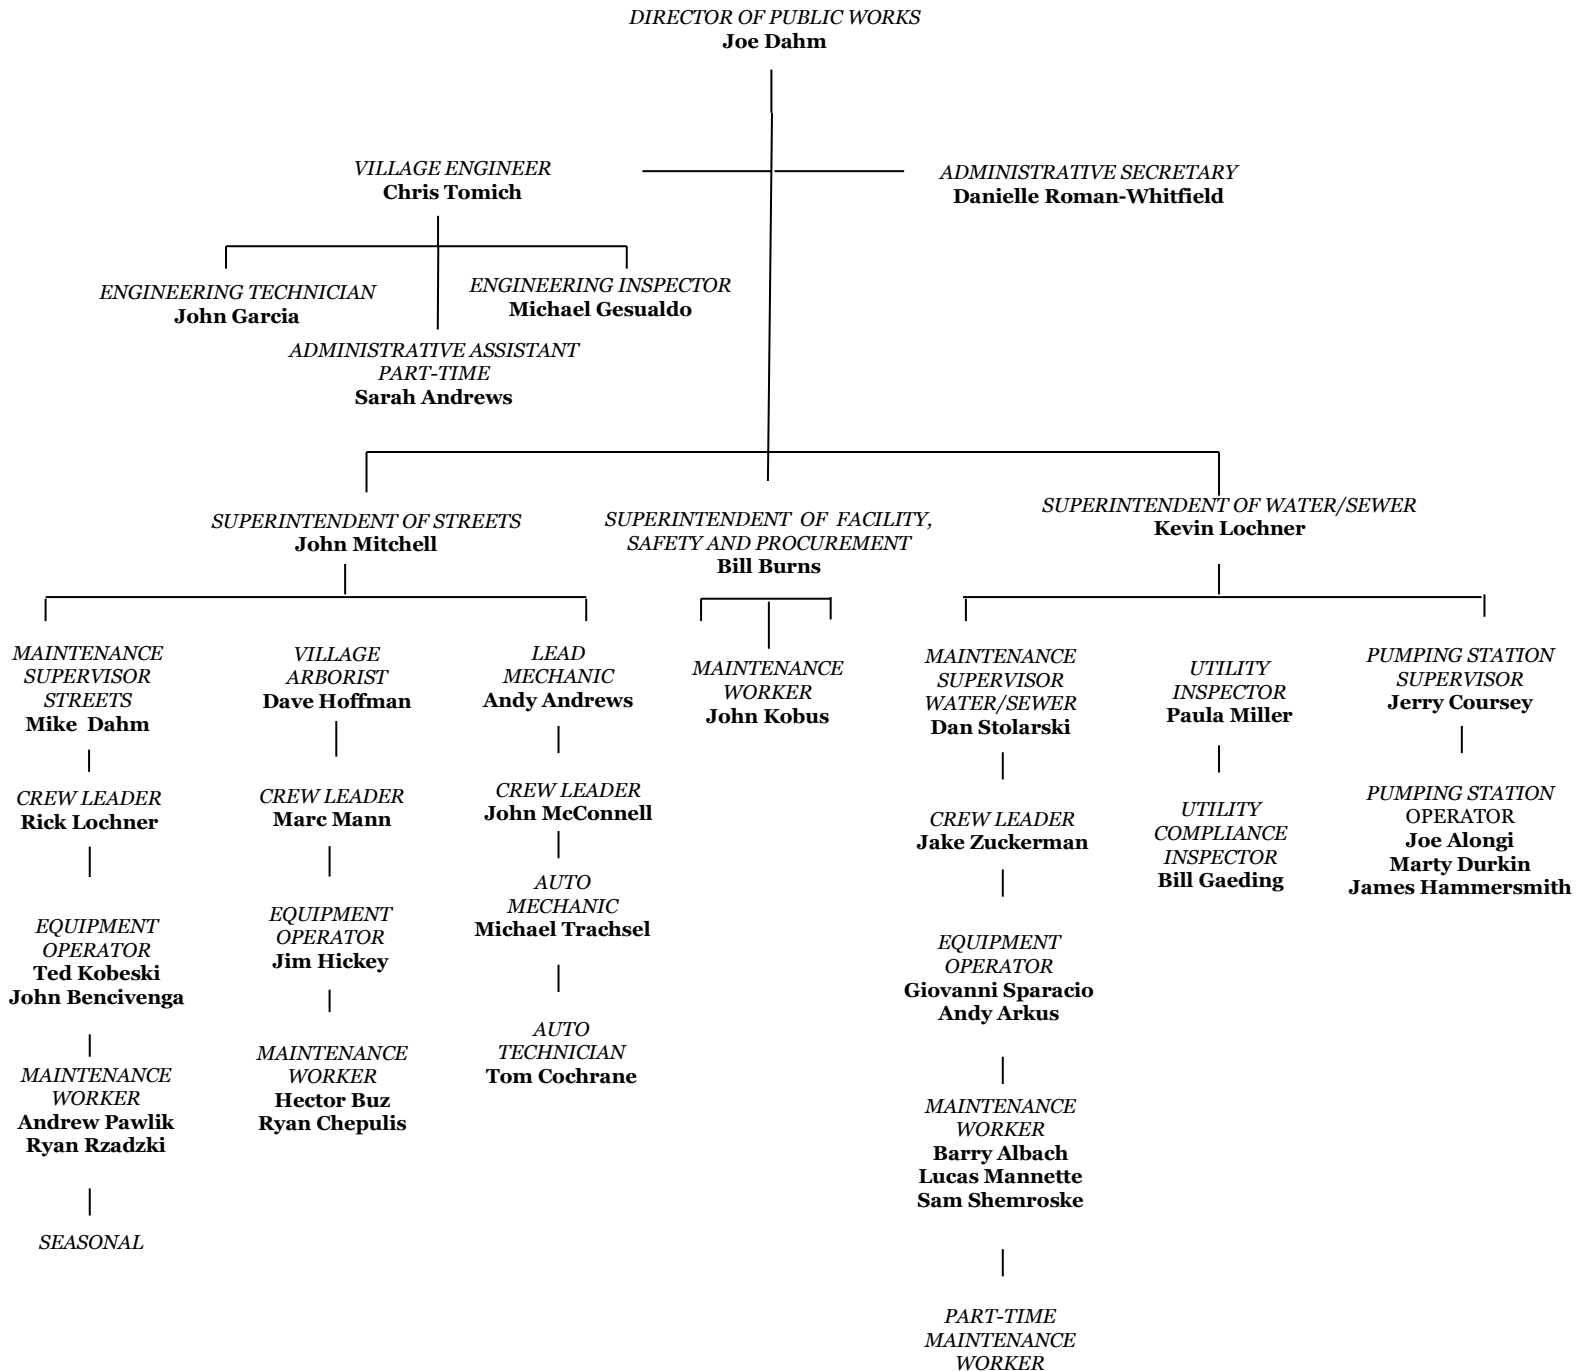 DIRECTOR OF PUBLIC WORKS
Joe Dahm
VILLAGE ENGINEER
Chris Tomich
ADMINISTRATIVE SECRETARY
Danielle Roman-Whitfield
ENGINEERING TECHNICIAN
John Garcia
ENGINEERING INSPECTOR
Michael Gesualdo
ADMINISTRATIVE ASSISTANT
PART-TIME
Sarah Andrews
SUPERINTENDENT OF STREETS
John Mitchell
SUPERINTENDENT OF FACILITY,
SAFETY AND PROCUREMENT
Bill Burns
SUPERINTENDENT OF WATER/SEWER
Kevin Lochner
MAINTENANCE
SUPERVISOR
STREETS
Mike Dahm
CREW LEADER
Rick Lochner
EQUIPMENT
OPERATOR
Ted Kobeski
John Bencivenga
MAINTENANCE
WORKER
Andrew Pawlik
Ryan Rzadzki
SEASONAL
VILLAGE
ARBORIST
Dave Hoffman
CREW LEADER
Marc Mann
EQUIPMENT
OPERATOR
Jim Hickey
MAINTENANCE
WORKER
Hector Buz
Ryan Chepulis
LEAD
MECHANIC
Andy Andrews
CREW LEADER
John McConnell
AUTO
MECHANIC
Michael Trachsel
AUTO
TECHNICIAN
Tom Cochrane
MAINTENANCE
WORKER
John Kobus
MAINTENANCE
SUPERVISOR
WATER/SEWER
Dan Stolarski
CREW LEADER
Jake Zuckerman
EQUIPMENT
OPERATOR
Giovanni Sparacio
Andy Arkus
MAINTENANCE
WORKER
Barry Albach
Lucas Mannette
Sam Shemroske
PART-TIME
MAINTENANCE
WORKER
UTILITY
INSPECTOR
Paula Miller
UTILITY
COMPLIANCE
INSPECTOR
Bill Gaeding
PUMPING STATION
SUPERVISOR
Jerry Coursey
PUMPING STATION
OPERATOR
Joe Alongi
Marty Durkin
James Hammersmith